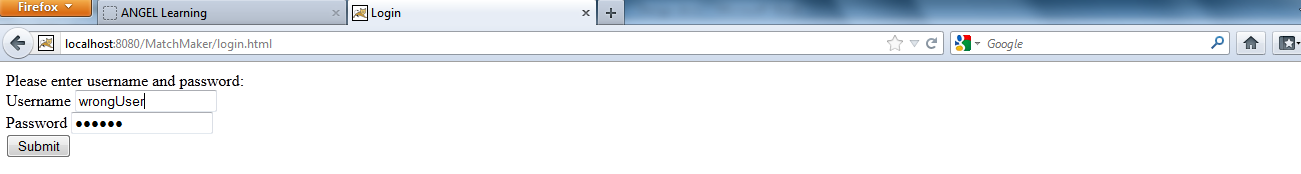 Firefox
ANGEL Learning
Login
localhost:8080/MatchMaker/login.html
Google
Please enter username and password:
Username wrongUser
Password ••••••
Submit